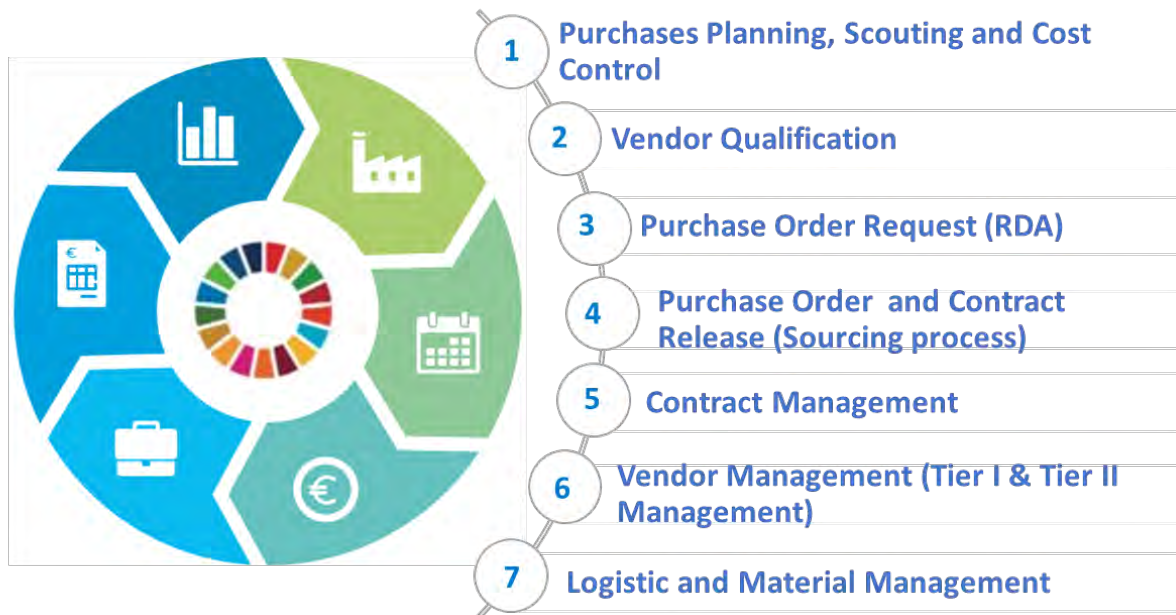 1
Purchases Planning, Scouting and Cost
Control
2
Vendor Qualification
3
Purchase Order Request (RDA)
4
Purchase Order and Contract
Release (Sourcing process)
5
Contract Management
6
Vendor Management (Tier I & Tier II
Management)
7
Logistic and Material Management
€
€